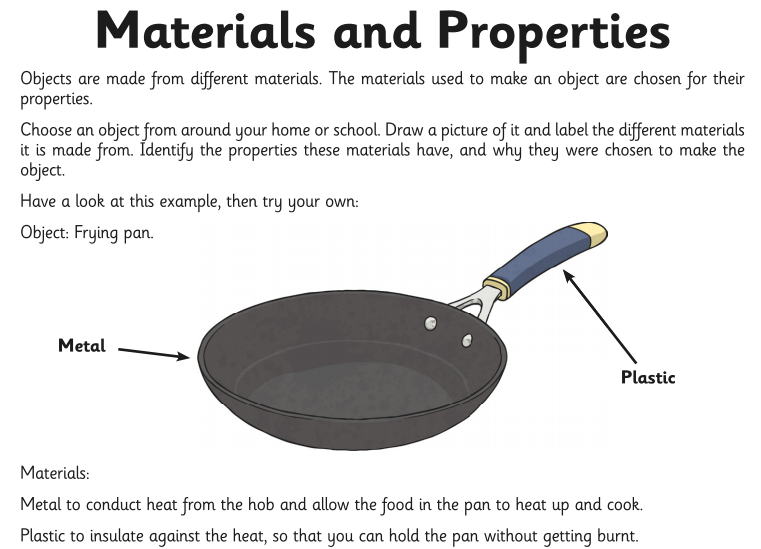 Materials and Properties
Objects are made from different materials. The materials used to make an object are chosen for their
properties.
Choose an object from around your home or school. Draw a picture of it and label the different materials
it is made from. Identify the properties these materials have, and why they were chosen to make the
object.
Have a look at this example, then try your own:
Object: Frying pan.
Metal
Plastic
Materials:
Metal to conduct heat from the hob and allow the food in the pan to heat up and cook.
Plastic to insulate against the heat, so that you can hold the pan without getting burnt.